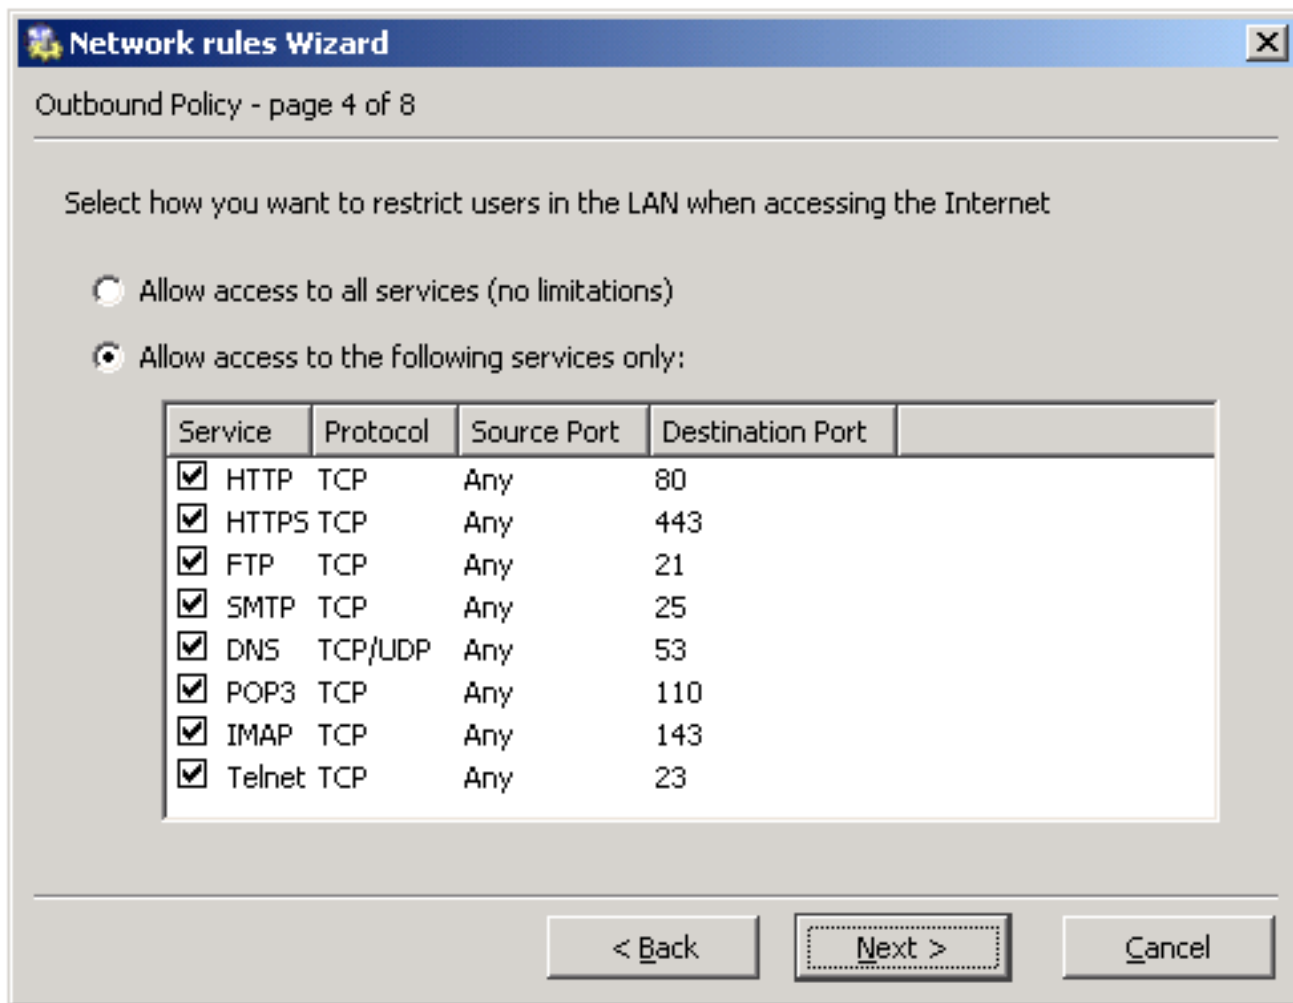 Network rules Wizard
Outbound Policy - page 4 of 8
Select how you want to restrict users in the LAN when accessing the Internet
Allow access to all services (no limitations)
Allow access to the following services only:
Service Protocol Source Port Destination Port
HTTP TCP Any 80
HTTPS TCP Any 443
FTP TCP Any 21
SMTP TCP Any 25
DNS TCP/UDP Any 53
POP3 TCP Any 110
IMAP TCP Any 143
Telnet TCP Any 23
< Back Next > Cancel